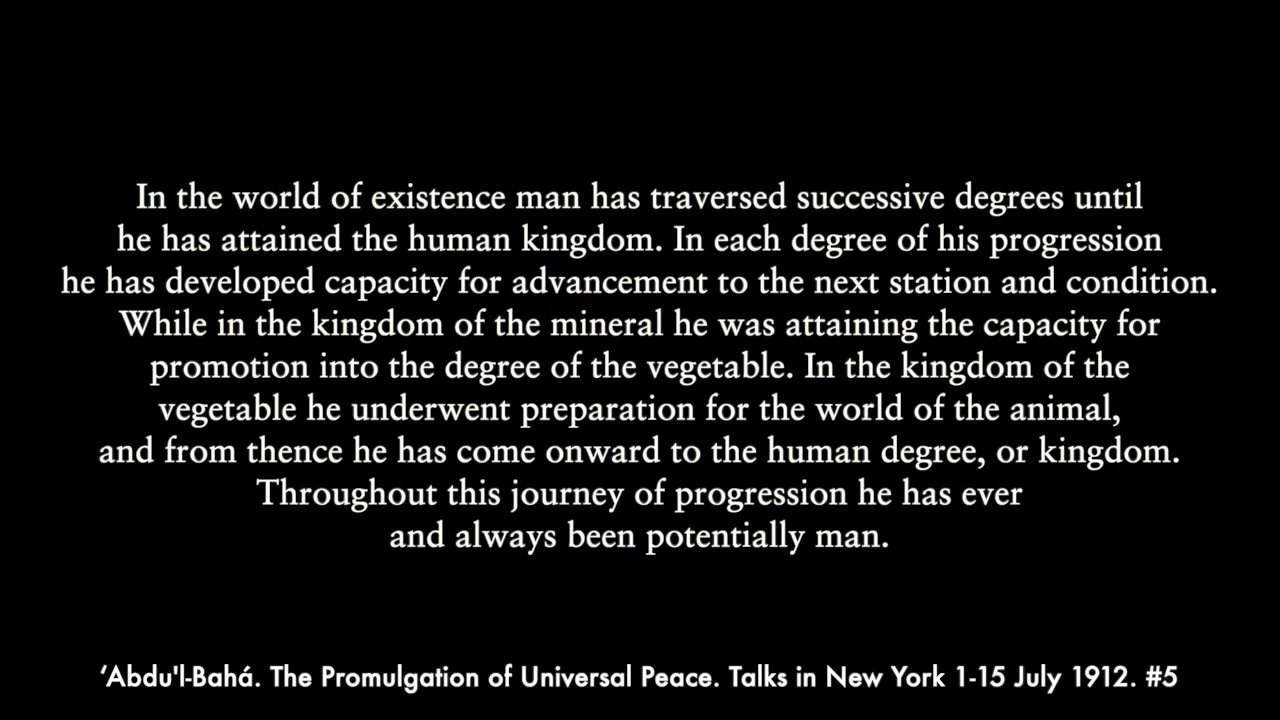 In the world of existence man has traversed successive degrees until
he has attained the human kingdom. In each degree of his progression
he has developed capacity for advancement to the next station and condition.
While in the kingdom of the mineral he was attaining the capacity for
promotion into the degree of the vegetable. In the kingdom of the
vegetable he underwent preparation for the world of the animal,
and from thence he has come onward to the human degree, or kingdom.
Throughout this journey of progression he has ever
and always been potentially man.
‘Abdu'l-Bahá. The Promulgation of Universal Peace. Talks in New York 1-15 July 1912. #5